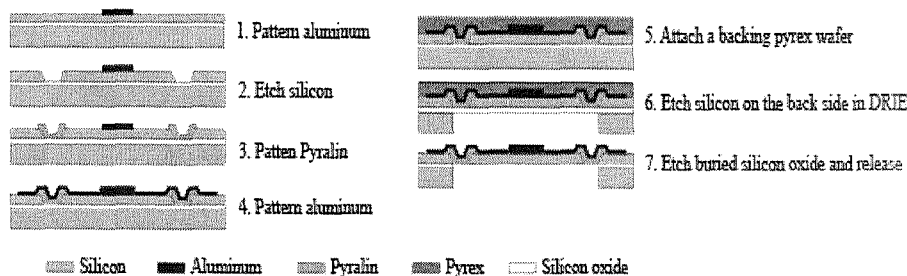 1. Pattern aluminum
2. Etch silicon
3. Patten Pyralin
4. Pattern aluminum
5. Attach a backing pyrex wafer
6. Etch silicon on the back side in DRIE
7. Etch buried silicon oxide and release
Silicon Aluminum Pyralin Pyrex Silicon oxide